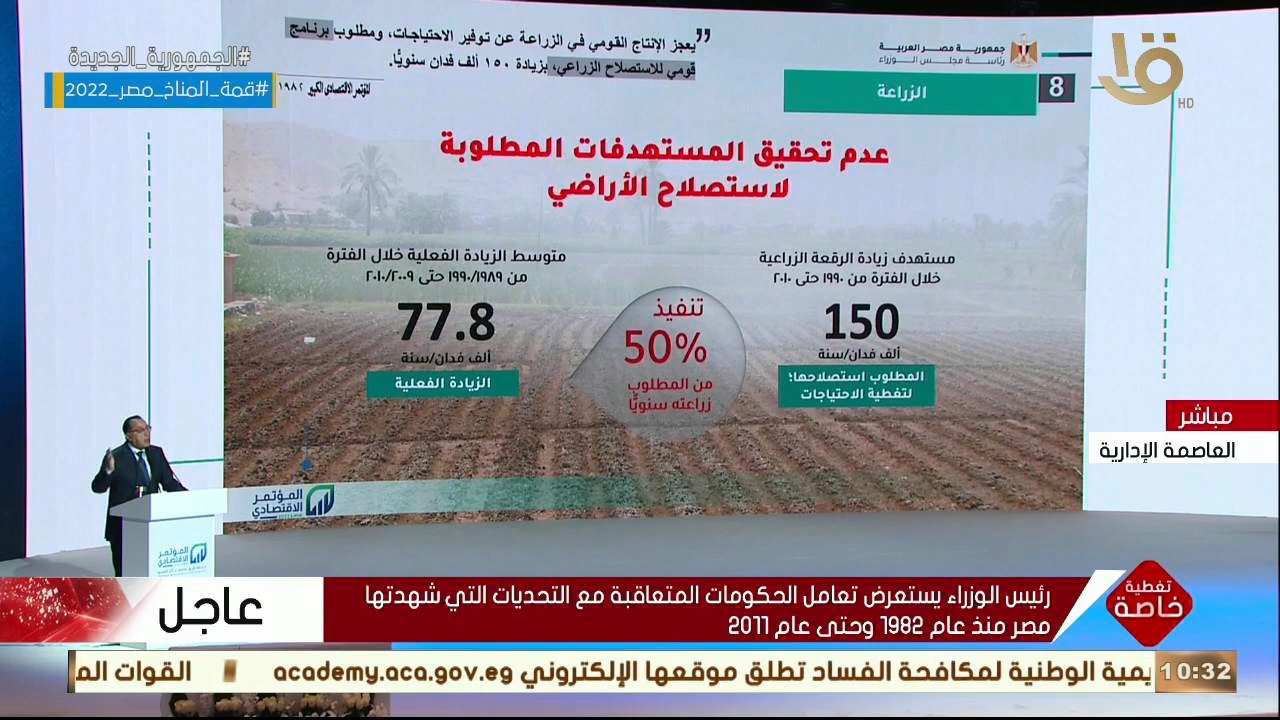 #الجمهورية_الجديدة
#قمة_المناخ_مصر_2022
HD
جمهورية مصر العربية
رئاسة مجلس الوزراء
8
الزراعة
”يعجز الإنتاج القومي في الزراعة عن توفير الاحتياجات، ومطلوب برنامج
قومي للاستصلاح الزراعي، بزيادة ١٥٠ ألف فدان سنويًّا.
المؤتمر الاقتصادي الكبير ١٩٨٢
عدم تحقيق المستهدفات المطلوبة
لاستصلاح الأراضي
مستهدف زيادة الرقعة الزراعية
خلال الفترة من ١٩٩٠ حتى ٢٠١٠
150
ألف فدان/سنة
المطلوب استصلاحها؛
لتغطية الاحتياجات
تنفيذ
50%
من المطلوب
زراعته سنويًّا
متوسط الزيادة الفعلية خلال الفترة
من ١٩٩٠/١٩٨٩ حتى ٢٠١٠/٢٠٠٩
77.8
ألف فدان/سنة
الزيادة الفعلية
المؤتمر
الاقتصادي
المؤتمر
الاقتصادي
مباشر
العاصمة الإدارية
تغطية
خاصة
عاجل
رئيس الوزراء يستعرض تعامل الحكومات المتعاقبة مع التحديات التي شهدتها
مصر منذ عام 1982 وحتى عام 2011
10:32
يمية الوطنية لمكافحة الفساد تطلق موقعها الإلكتروني academy.aca.gov.eg القوات الم